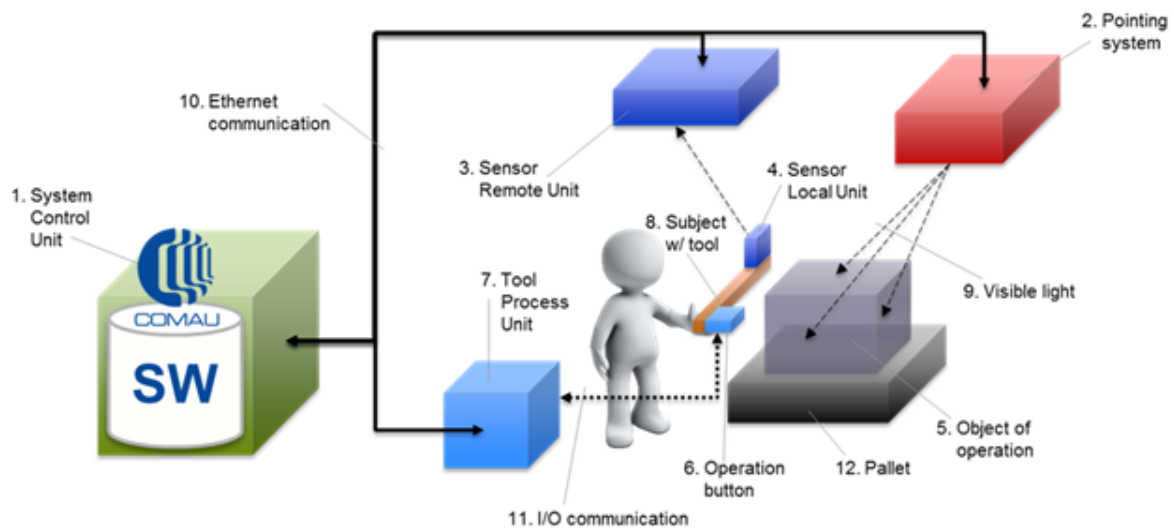 2. Pointing
system
10. Ethernet
communication
3. Sensor
Remote Unit
4. Sensor
Local Unit
1. System
Control
Unit
8. Subject
w/ tool
7. Tool
Process
Unit
9. Visible light
COMAU
SW
5. Object of
operation
6. Operation
button
12. Pallet
11. I/O communication